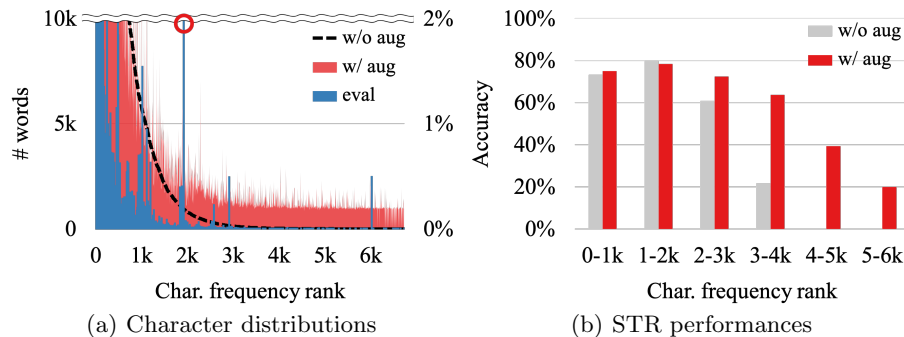 10k
5k
0
# words
2%
1%
0%
w/o aug
w/ aug
eval
0 1k 2k 3k 4k 5k 6k
Char. frequency rank
(a) Character distributions
100%
80%
60%
40%
20%
0%
Accuracy
w/o aug
w/ aug
0-1k 1-2k 2-3k 3-4k 4-5k 5-6k
Char. frequency rank
(b) STR performances